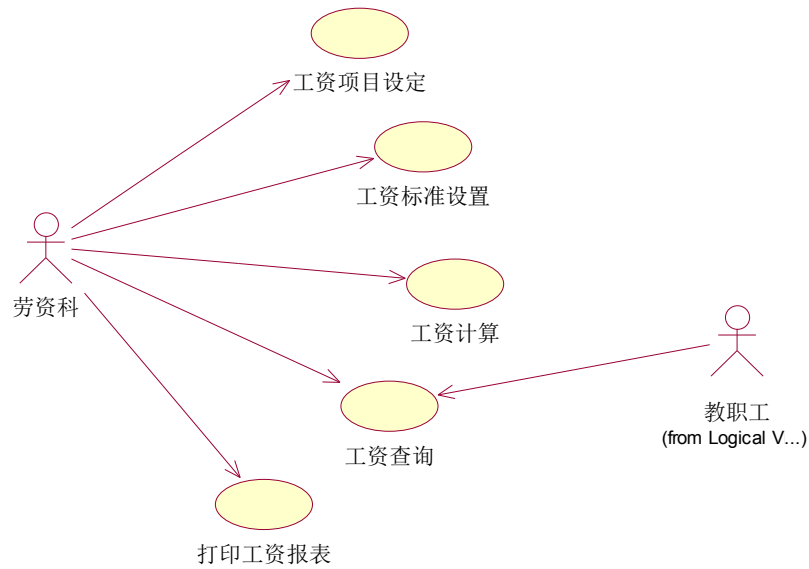 工资项目设定
工资标准设置
劳资科
工资计算
教职工
(from Logical V...)
工资查询
打印工资报表